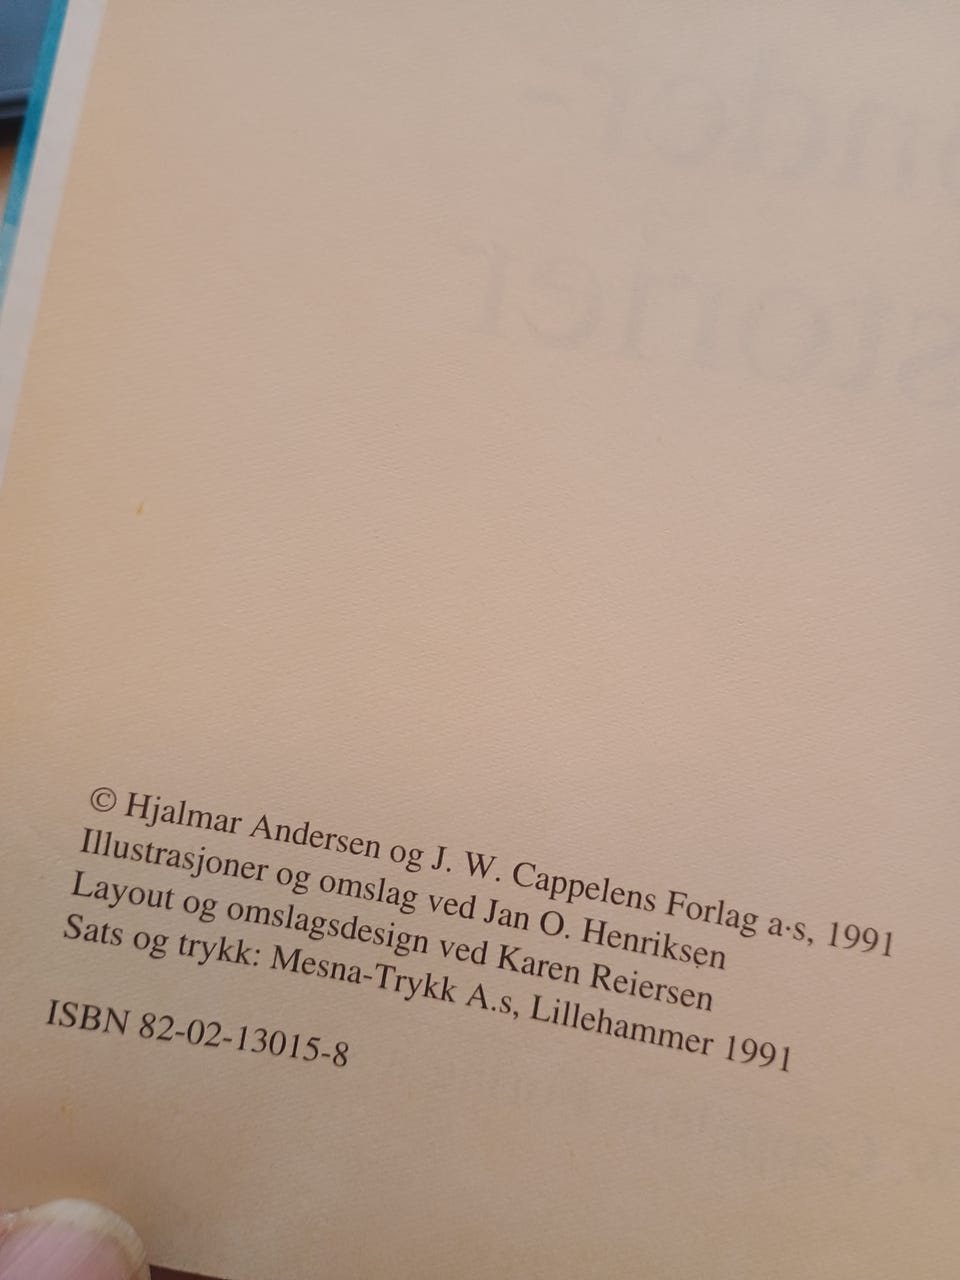 © Hjalmar Andersen og J. W. Cappelens Forlag a·s, 1991
Illustrasjoner og omslag ved Jan O. Henriksen
Layout og omslagsdesign ved Karen Reiersen
Sats og trykk: Mesna-Trykk A.s, Lillehammer 1991
ISBN 82-02-13015-8